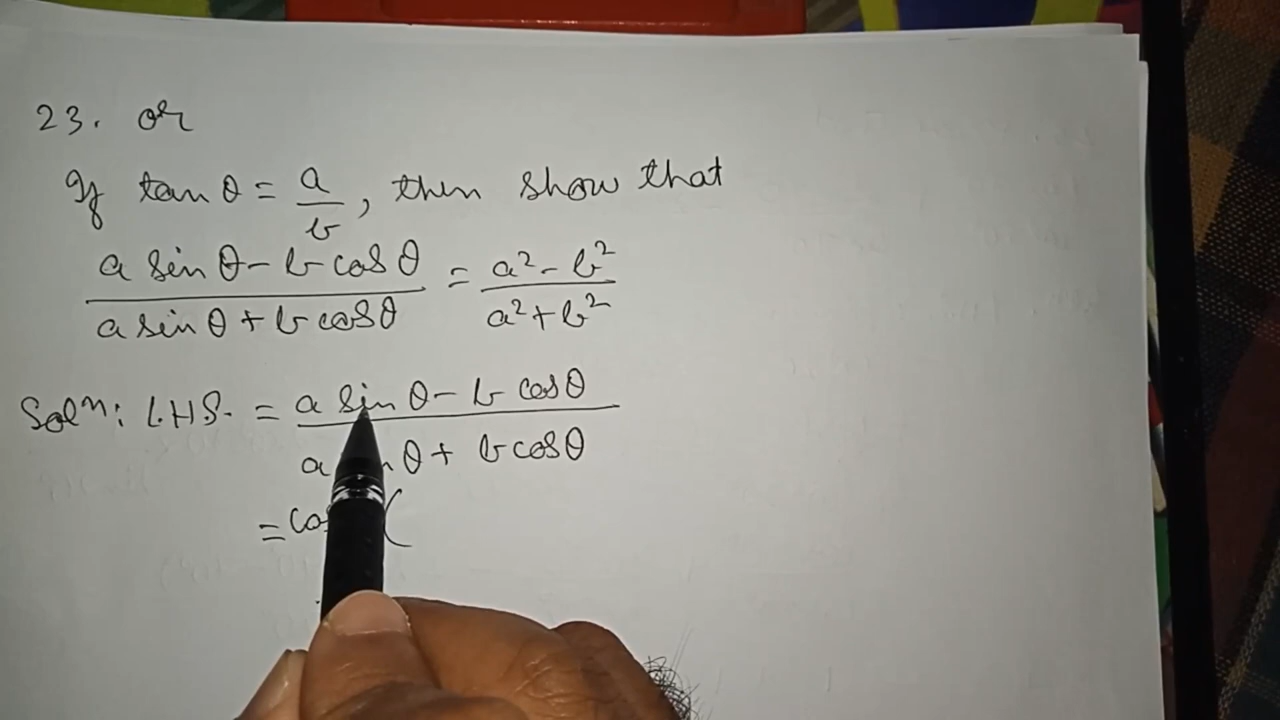 23. or
If tan θ = a/b, then show that
a sin θ - b cos θ / a sin θ + b cos θ = a² - b² / a² + b²
Solⁿ: LHS. = a sin θ - b cos θ / a θ + b cos θ
= (